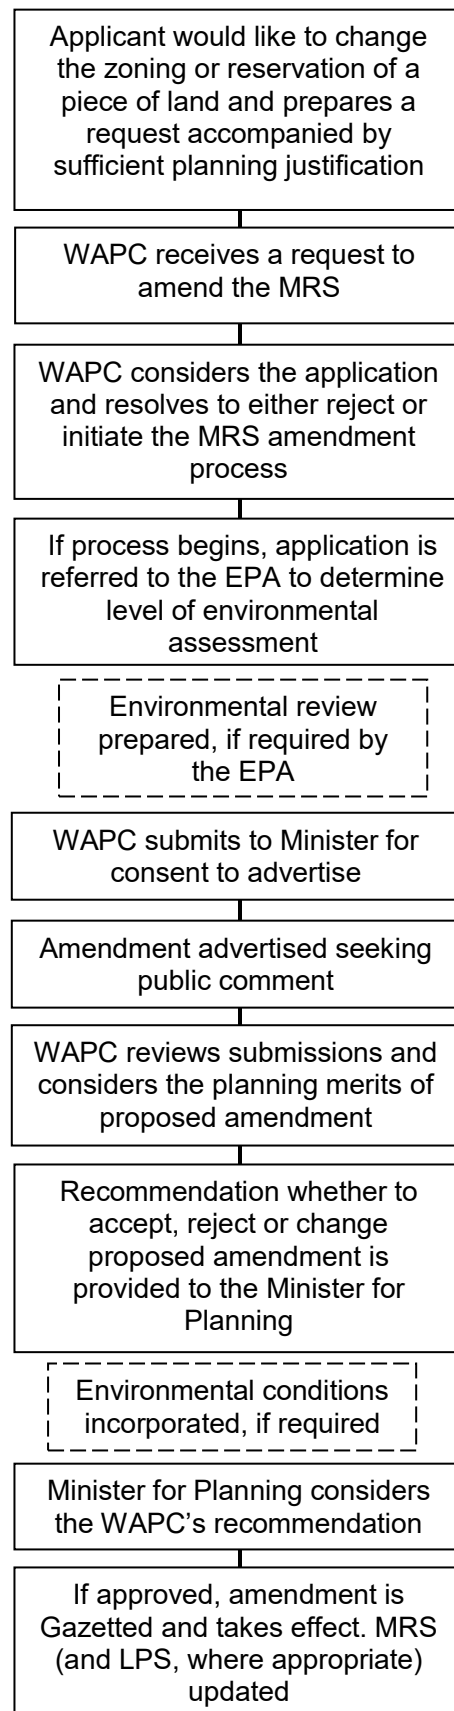 Applicant would like to change
the zoning or reservation of a
piece of land and prepares a
request accompanied by
sufficient planning justification
WAPC receives a request to
amend the MRS
WAPC considers the application
and resolves to either reject or
initiate the MRS amendment
process
If process begins, application is
referred to the EPA to determine
level of environmental
assessment
Environmental review
prepared, if required by
the EPA
WAPC submits to Minister for
consent to advertise
Amendment advertised seeking
public comment
WAPC reviews submissions and
considers the planning merits of
proposed amendment
Recommendation whether to
accept, reject or change
proposed amendment is
provided to the Minister for
Planning
Environmental conditions
incorporated, if required
Minister for Planning considers
the WAPC’s recommendation
If approved, amendment is
Gazetted and takes effect. MRS
(and LPS, where appropriate)
updated